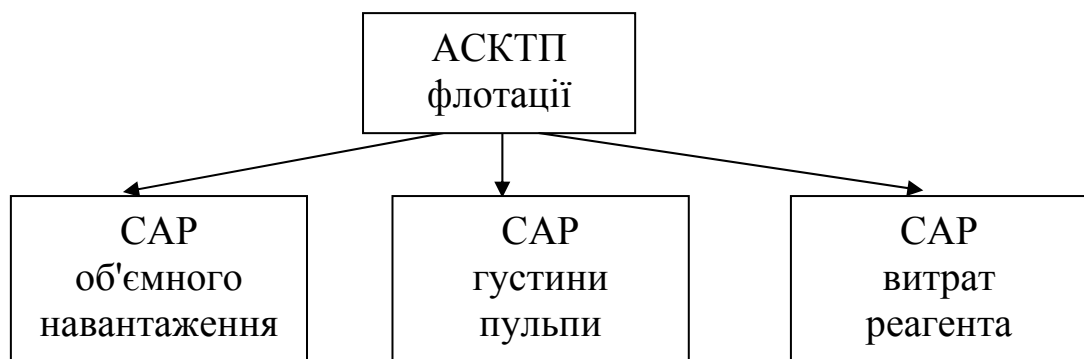 АСКТП
флотації
САР
об'ємного
навантаження
САР
густини
пульпи
САР
витрат
реагента